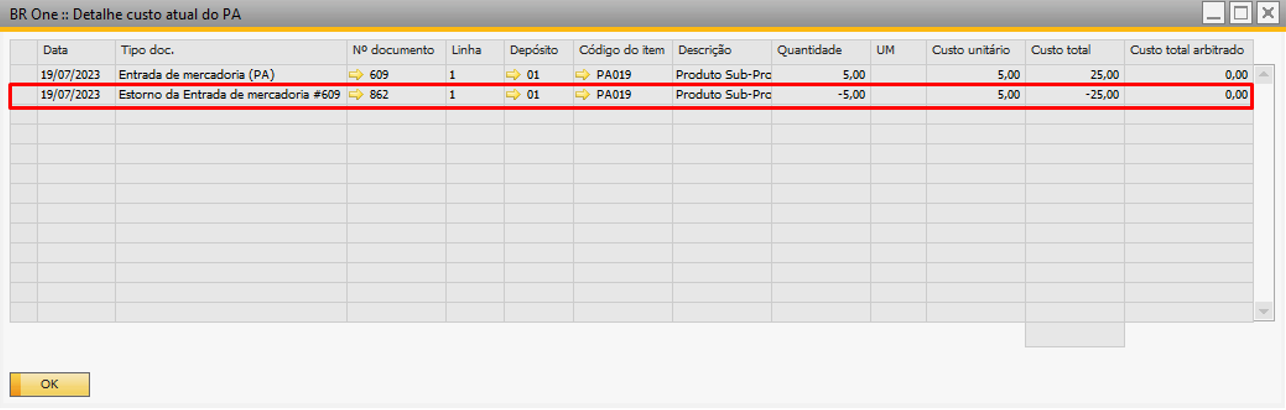 BR One :: Detalhe custo atual do PA
Data Tipo doc. Nº documento Linha Depósito Código do item Descrição Quantidade UM Custo unitário Custo total Custo total arbitrado
19/07/2023 Entrada de mercadoria (PA) 609 1 01 PA019 Produto Sub-Pro 5,00 5,00 25,00 0,00
19/07/2023 Estorno da Entrada de mercadoria #609 862 1 01 PA019 Produto Sub-Pro -5,00 5,00 -25,00 0,00
OK